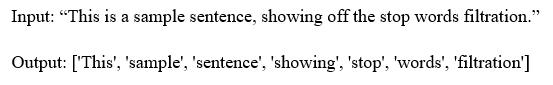 Input: “This is a sample sentence, showing off the stop words filtration.”
Output: ['This', 'sample', 'sentence', 'showing', 'stop', 'words', 'filtration']